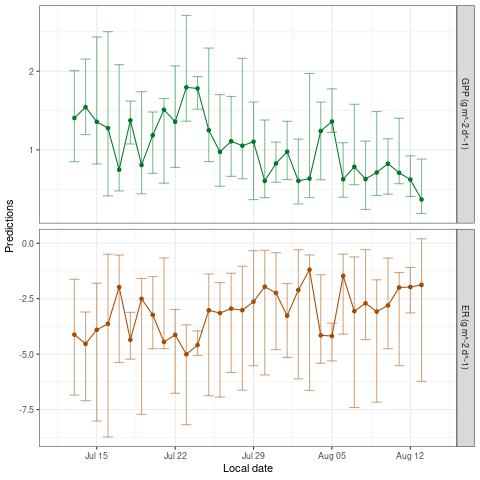 Predictions
2
1
GPP (g m^-2 d^-1)
0.0
-2.5
-5.0
-7.5
ER (g m^-2 d^-1)
Jul 15 Jul 22 Jul 29 Aug 05 Aug 12
Local date